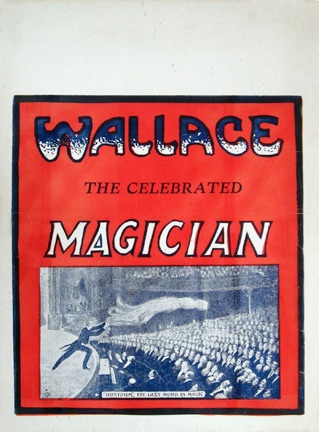 WALLACE
THE CELEBRATED
MAGICIAN
THE LAST WORD IN MAGIC